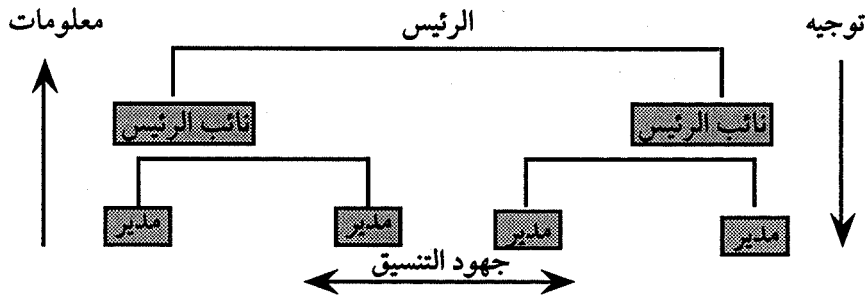 توجيه الرئيس معلومات
نائب الرئيس نائب الرئيس
مدير مدير مدير مدير
جهود التنسيق